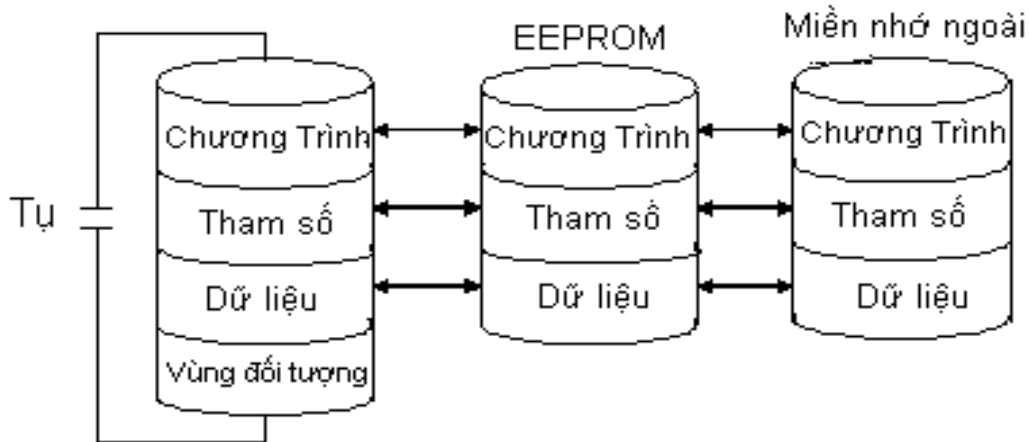 EEPROM
Miền nhớ ngoài
Tụ
Chương Trình
Tham số
Dữ liệu
Vùng đối tượng
Chương Trình
Tham số
Dữ liệu
Chương Trình
Tham số
Dữ liệu